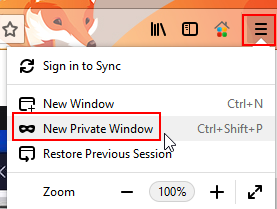 Sign in to Sync
New Window Ctrl+N
New Private Window Ctrl+Shift+P
Restore Previous Session
Zoom − 100% +